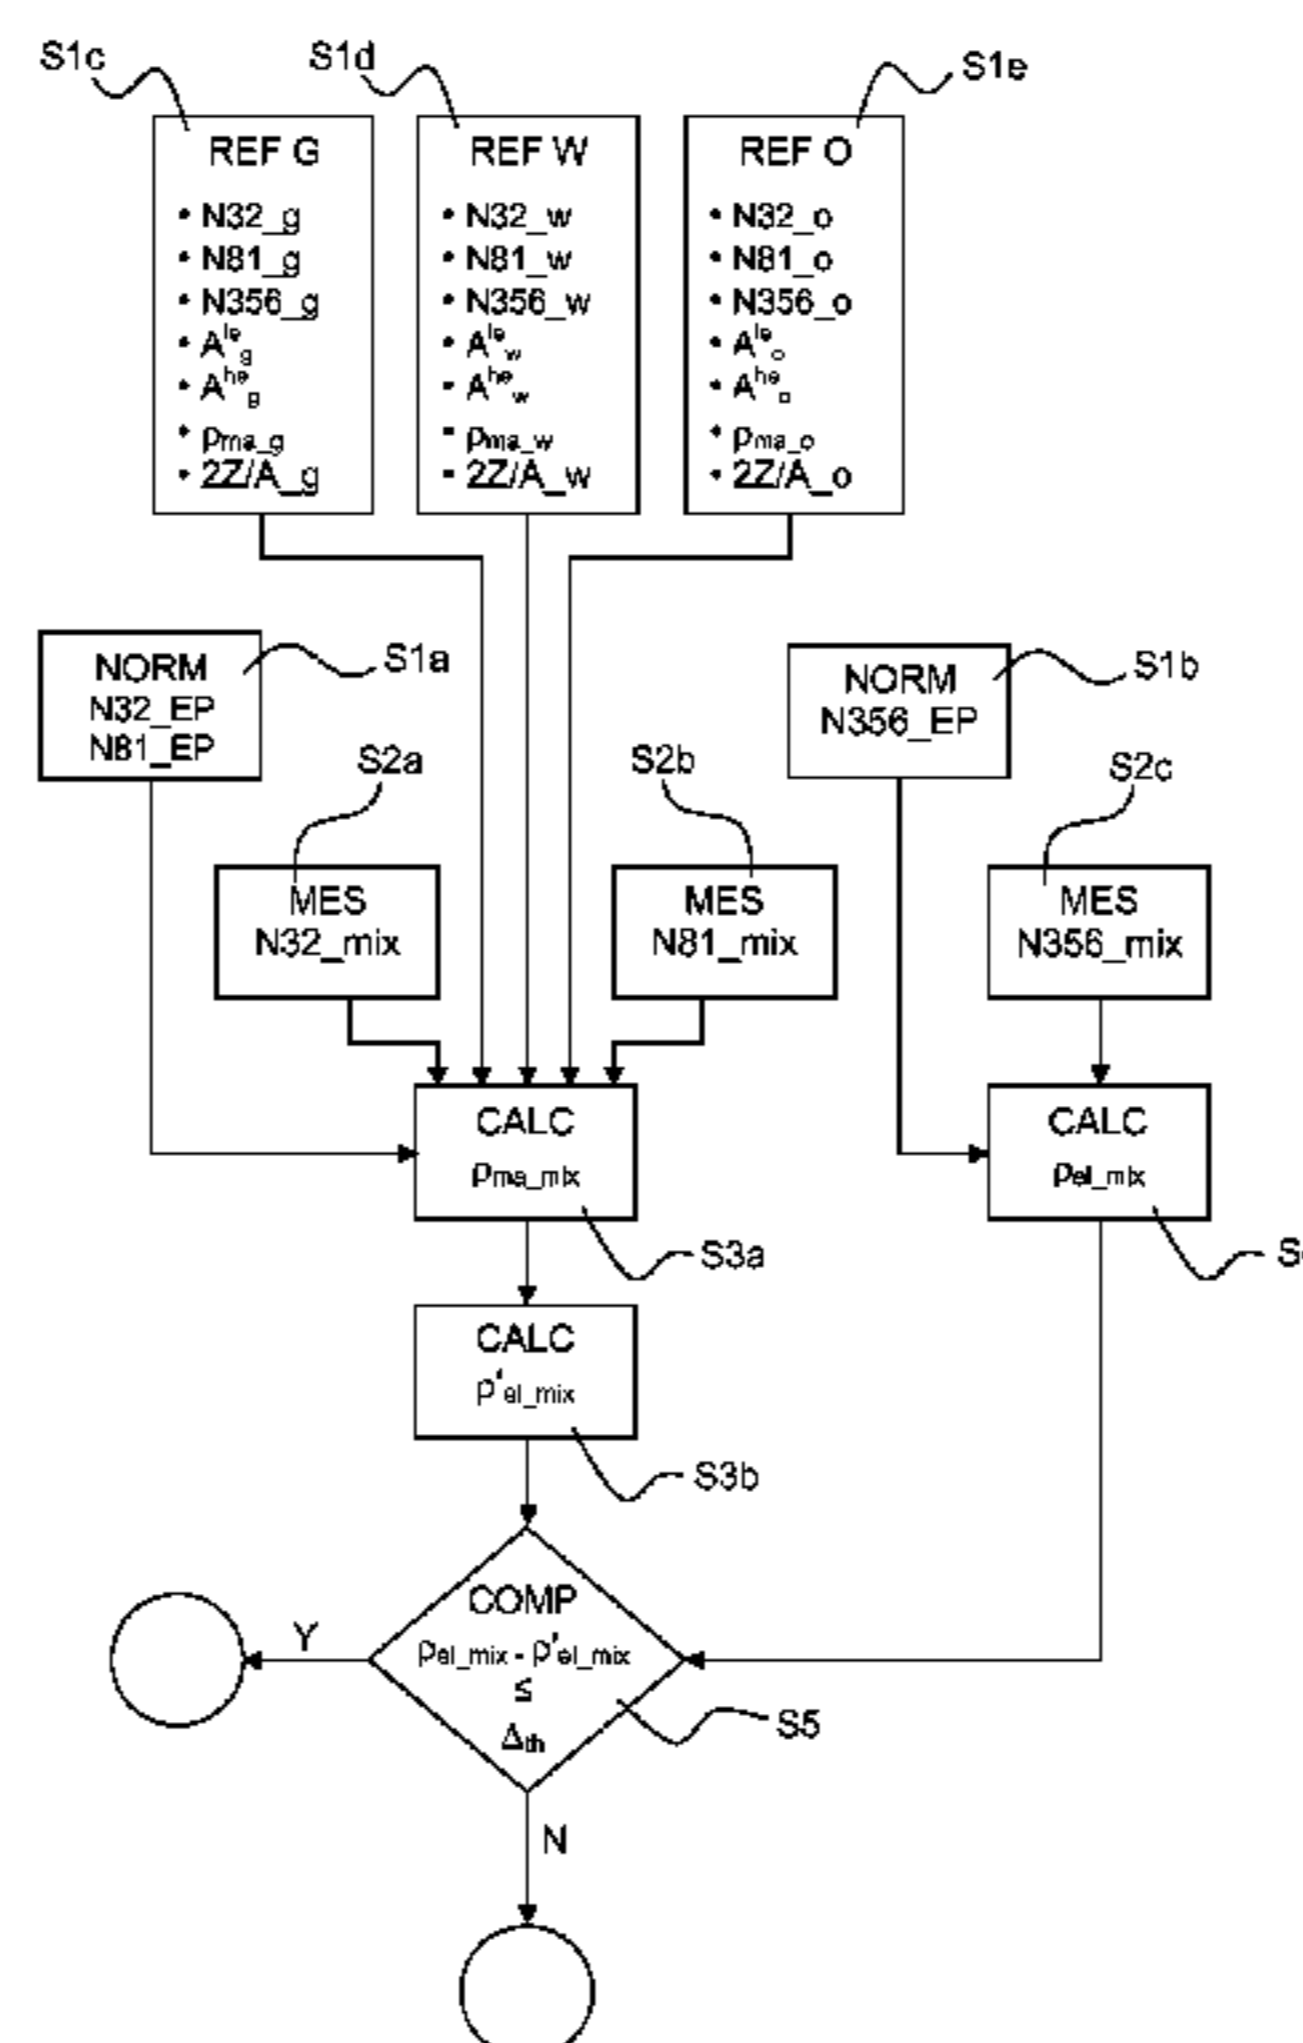 S1c
S1d
S1e
REF G
• N32_g
• N81_g
• N356_g
• A^le_g
• A^he_g
• ρma_g
• 2Z/A_g
REF W
• N32_w
• N81_w
• N356_w
• A^le_w
• A^he_w
• ρma_w
• 2Z/A_w
REF O
• N32_o
• N81_o
• N356_o
• A^le_o
• A^he_o
• ρma_o
• 2Z/A_o
NORM
N32_EP
N81_EP
S1a
NORM
N356_EP
S1b
S2a
S2b
S2c
MES
N32_mix
MES
N81_mix
MES
N356_mix
CALC
ρma_mix
S3a
CALC
ρel_mix
CALC
ρ'el_mix
S3b
COMP
ρel_mix - ρ'el_mix
≤
Δth
S5
Y
N